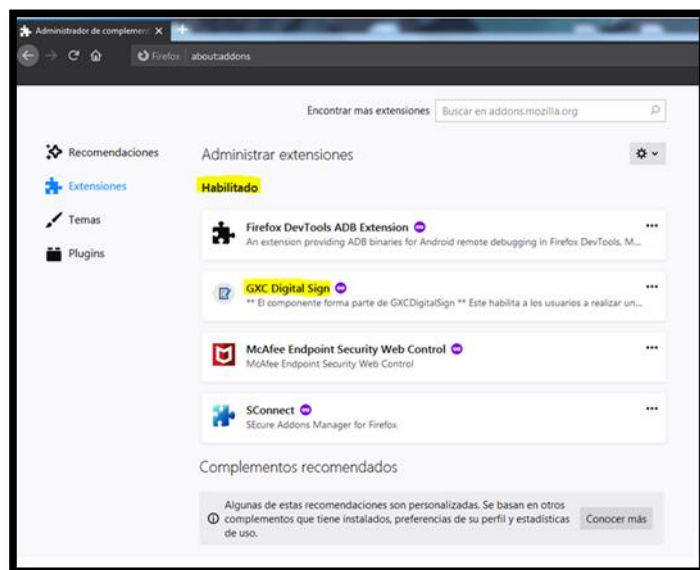 Administrador de complemen
Firefox about:addons
Encontrar mas extensiones Buscar en addons.mozilla.org
Recomendaciones
Extensiones
Temas
Plugins
Administrar extensiones
Habilitado
Firefox DevTools ADB Extension
An extension providing ADB binaries for Android remote debugging in Firefox DevTools. M...
GXC Digital Sign
** El componente forma parte de GXCDigitalSign ** Este habilita a los usuarios a realizar un...
McAfee Endpoint Security Web Control
McAfee Endpoint Security Web Control
SConnect
SEcure Addons Manager for Firefox
Complementos recomendados
Algunas de estas recomendaciones son personalizadas. Se basan en otros
complementos que tiene instalados, preferencias de su perfil y estadísticas
de uso.
Conocer más